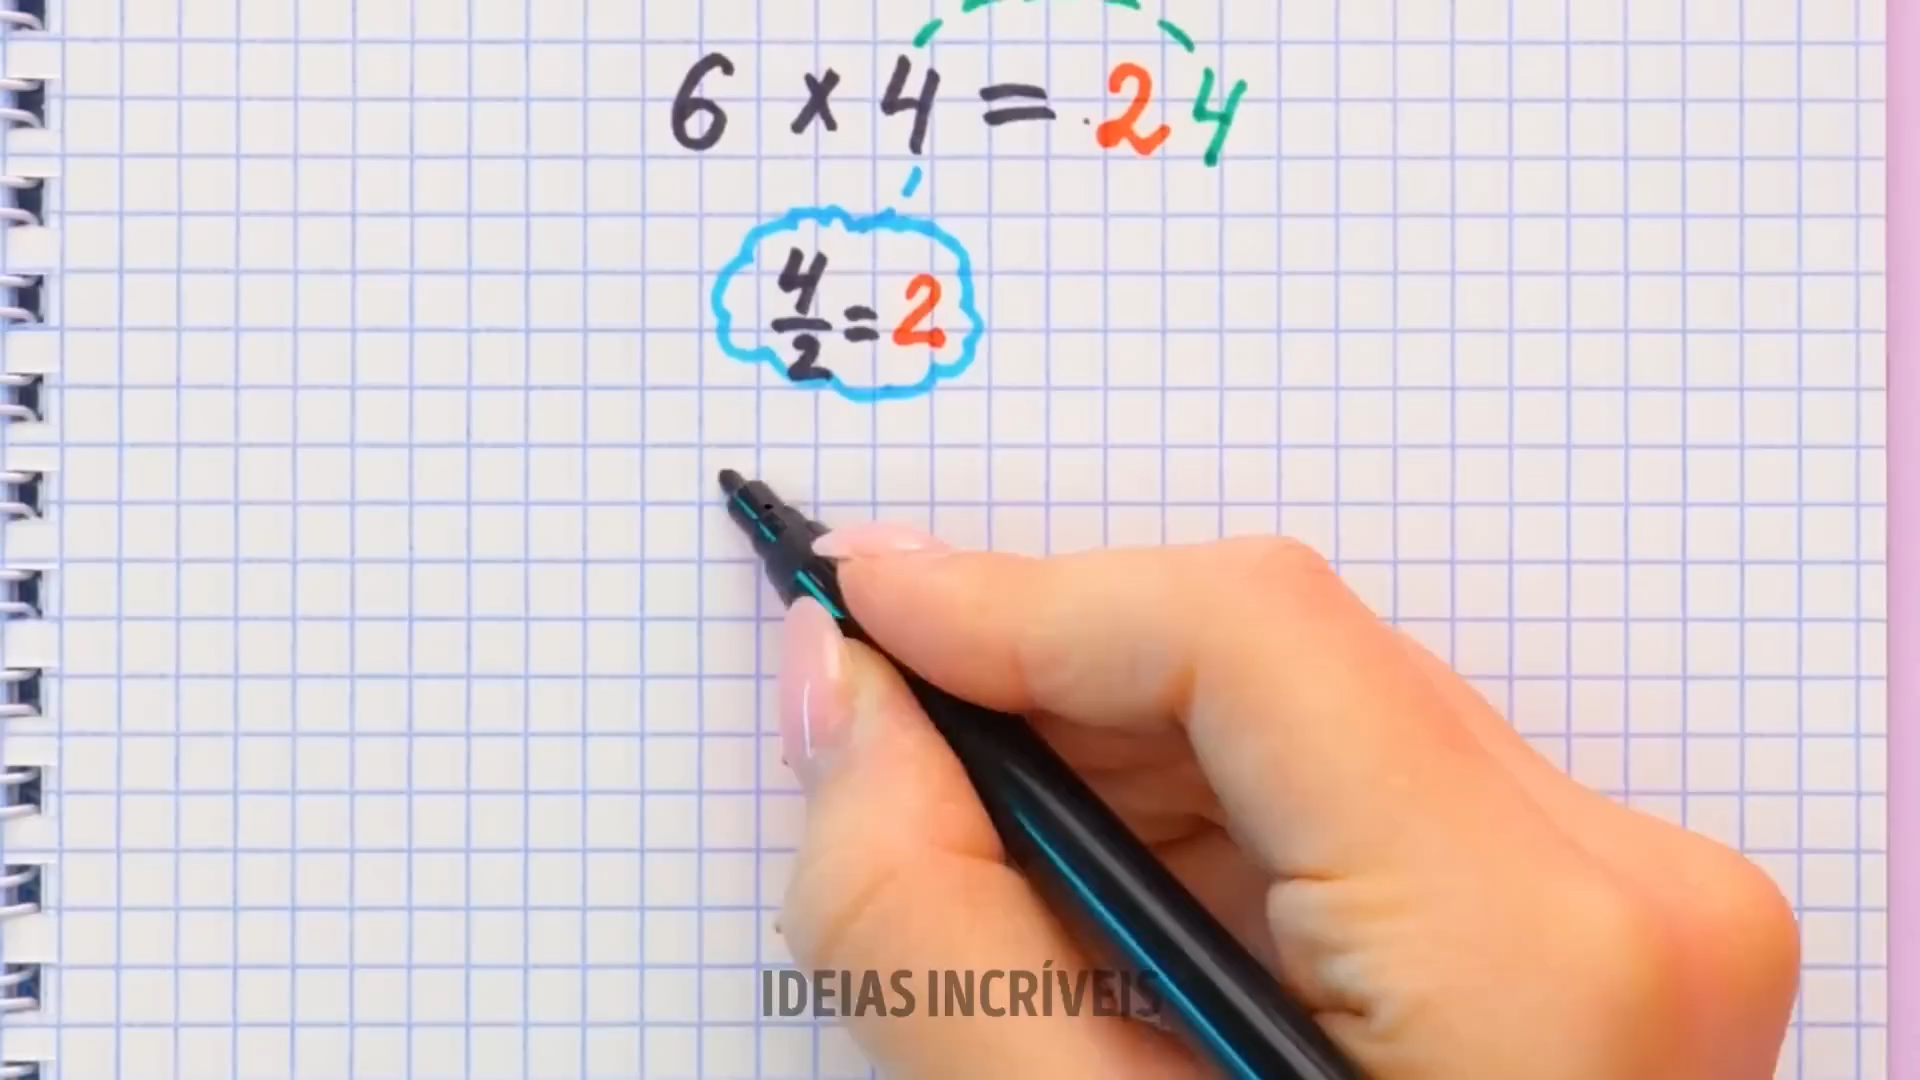 6 × 4 = 24
4/2 = 2
IDEIAS INCRÍVEIS